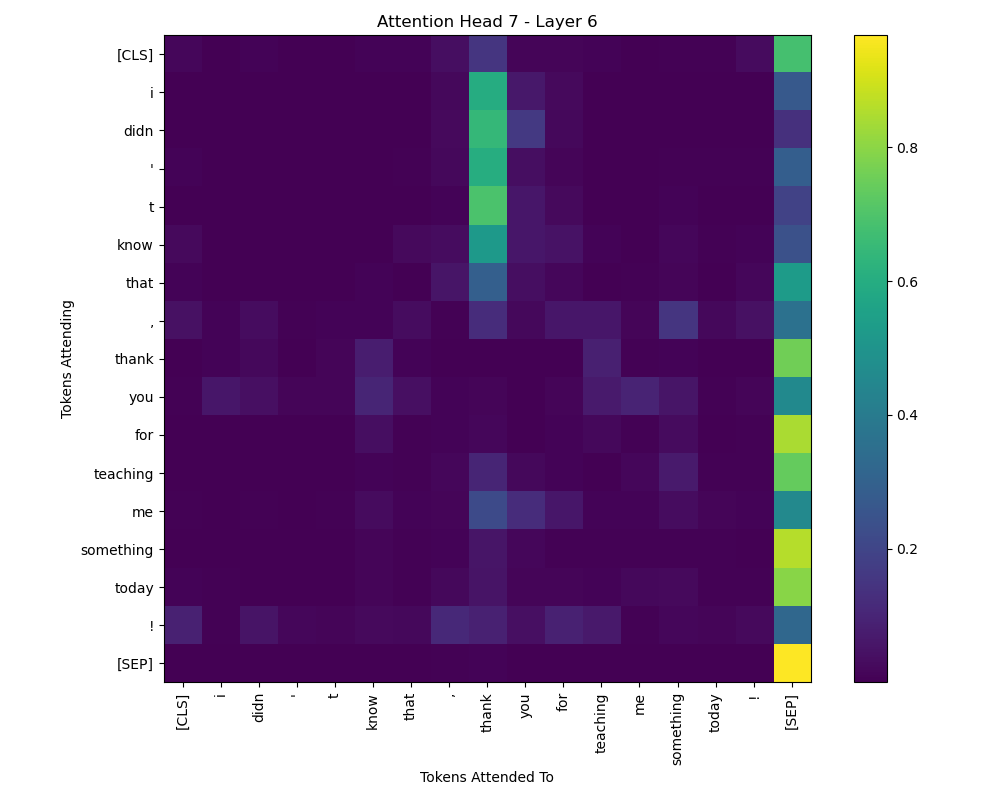 Attention Head 7 - Layer 6
Tokens Attending
[CLS]
i
didn
'
t
know
that
,
thank
you
for
teaching
me
something
today
!
[SEP]
[CLS]
i
didn
'
t
know
that
,
thank
you
for
teaching
me
something
today
!
[SEP]
Tokens Attended To
0.8
0.6
0.4
0.2